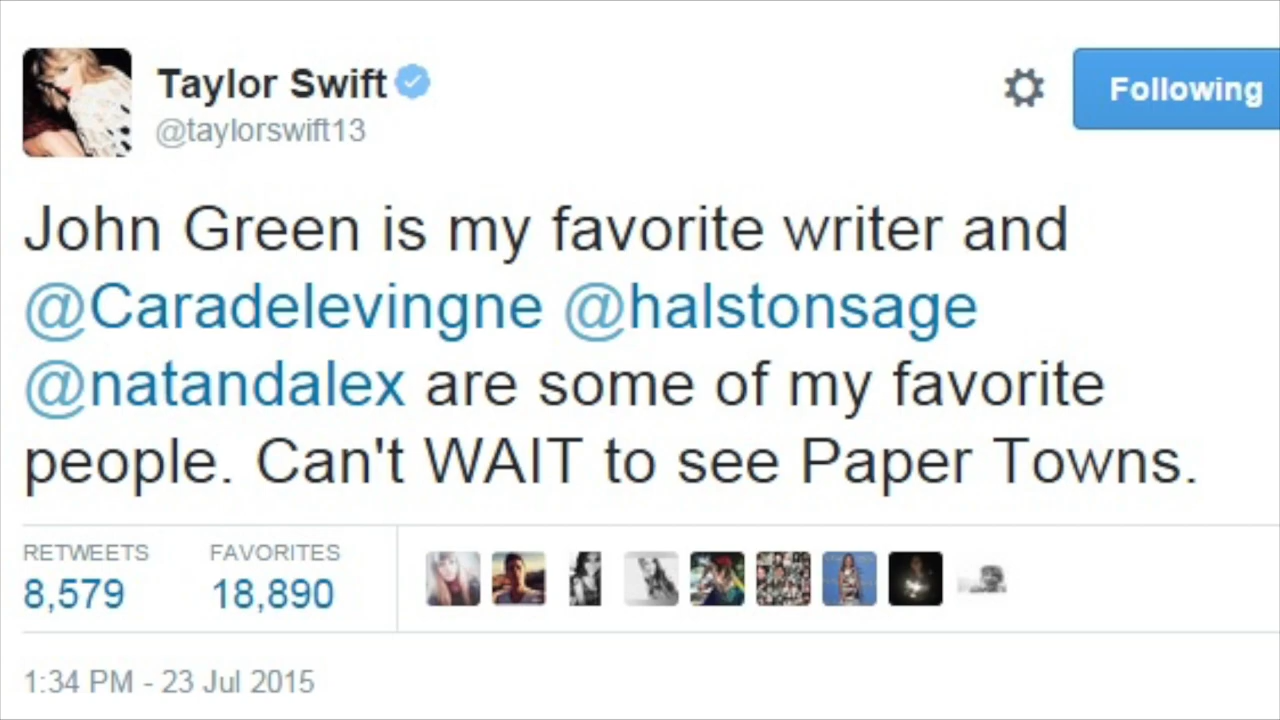 Taylor Swift
@taylorswift13
Following
John Green is my favorite writer and
@Caradelevingne @halstonsage
@natandalex are some of my favorite
people. Can't WAIT to see Paper Towns.
RETWEETS FAVORITES
8,579 18,890
1:34 PM - 23 Jul 2015